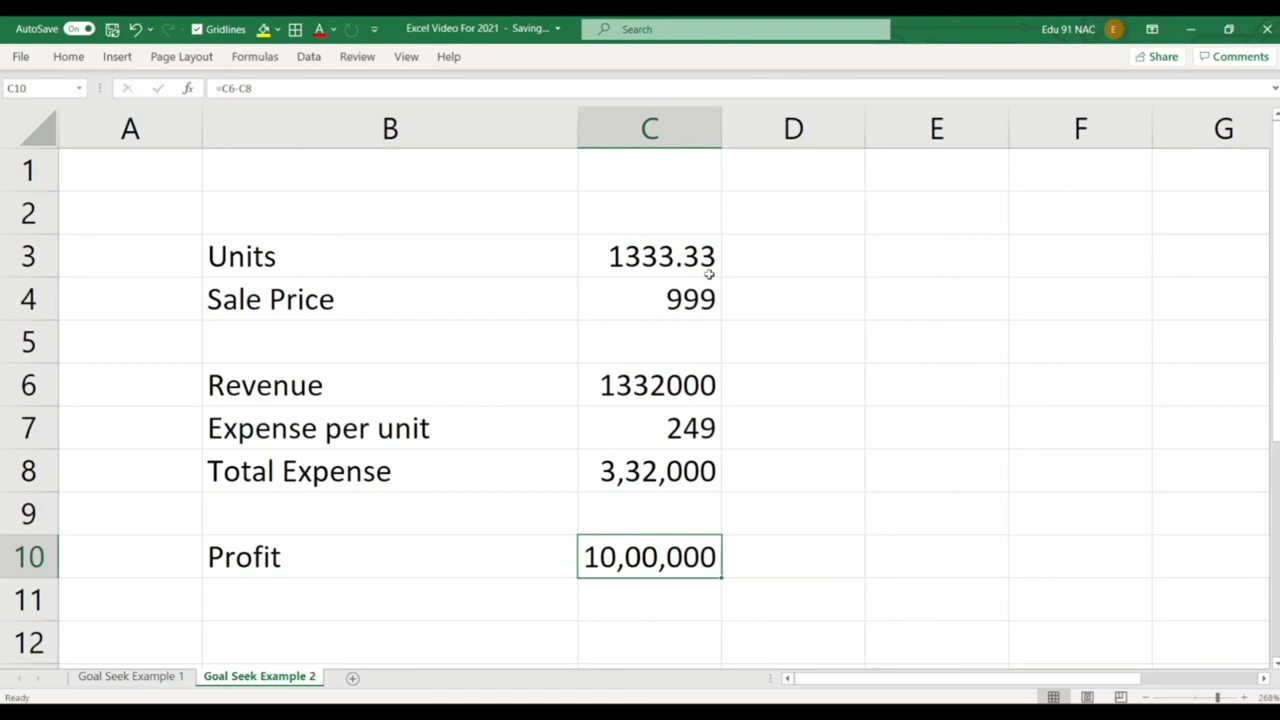 AutoSave On Gridlines A Excel Video For 2021 - Saving... Search Edu 91 NAC E
File Home Insert Page Layout Formulas Data Review View Help Share Comments
C10 fx =C6-C8
A B C D E F G
1
2
3 Units 1333.33
4 Sale Price 999
5
6 Revenue 1332000
7 Expense per unit 249
8 Total Expense 3,32,000
9
10 Profit 10,00,000
11
12
Goal Seek Example 1 Goal Seek Example 2
Ready 268%